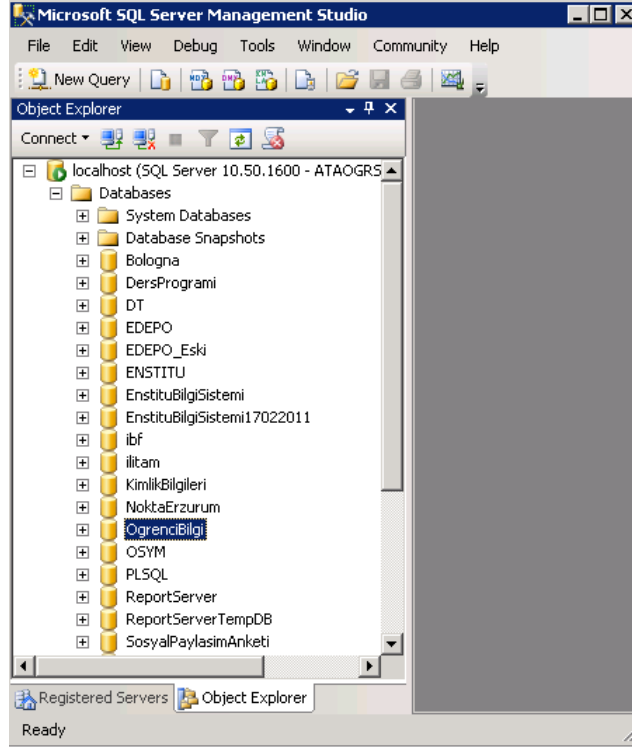 Microsoft SQL Server Management Studio
File Edit View Debug Tools Window Community Help
New Query
Object Explorer
Connect
localhost (SQL Server 10.50.1600 - ATAOGRS
Databases
System Databases
Database Snapshots
Bologna
DersProgrami
DT
EDEPO
EDEPO_Eski
ENSTITU
EnstituBilgiSistemi
EnstituBilgiSistemi17022011
ibf
ilitam
KimlikBilgileri
NoktaErzurum
OgrenciBilgi
OSYM
PLSQL
ReportServer
ReportServerTempDB
SosyalPaylasimAnketi
Registered Servers Object Explorer
Ready